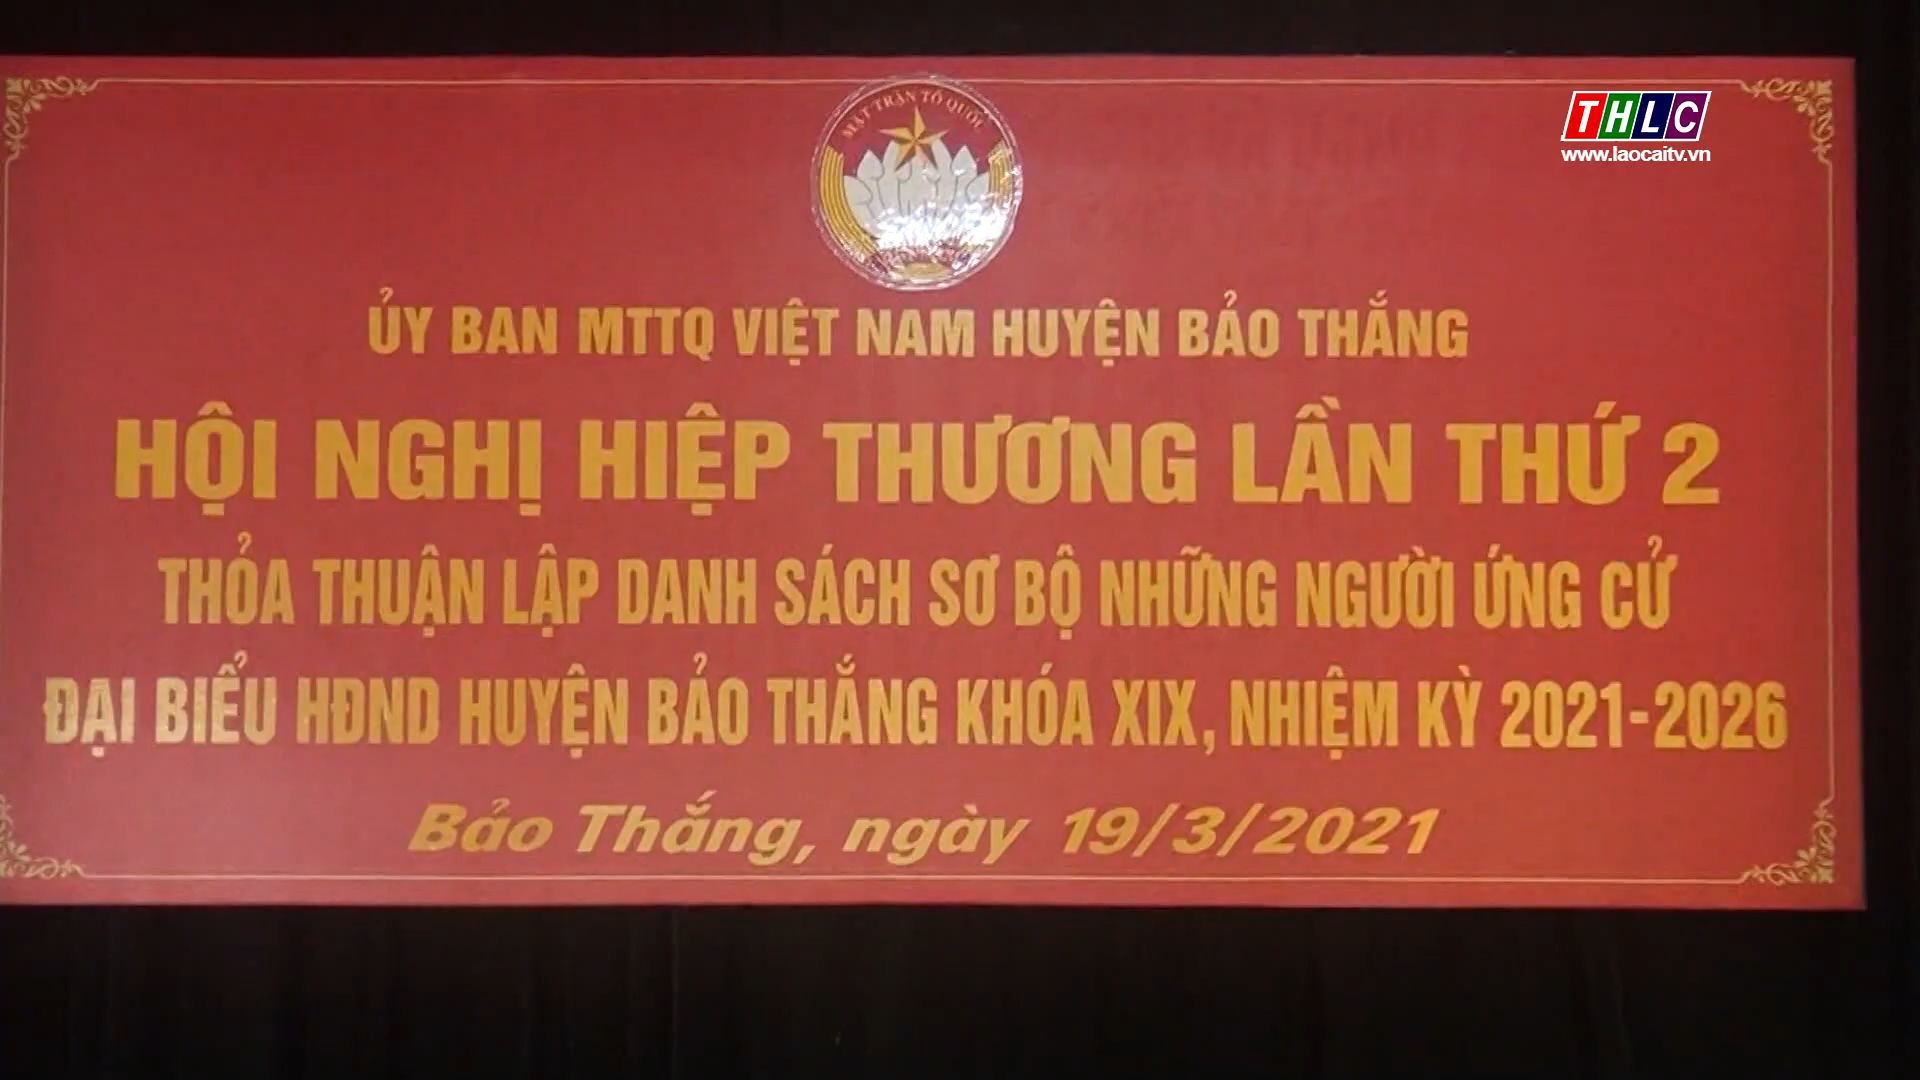 MẶT TRẬN TỔ QUỐC
THLC
www.laocaitv.vn
ỦY BAN MTTQ VIỆT NAM HUYỆN BẢO THẮNG
HỘI NGHỊ HIỆP THƯƠNG LẦN THỨ 2
THỎA THUẬN LẬP DANH SÁCH SƠ BỘ NHỮNG NGƯỜI ỨNG CỬ
ĐẠI BIỂU HĐND HUYỆN BẢO THẮNG KHÓA XIX, NHIỆM KỲ 2021-2026
Bảo Thắng, ngày 19/3/2021